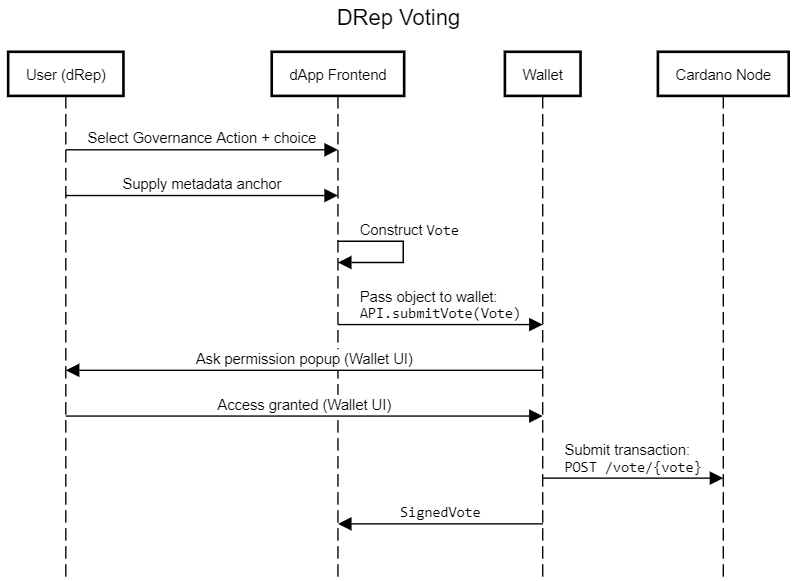 DRep Voting
User (dRep)
dApp Frontend
Wallet
Cardano Node
Select Governance Action + choice
Supply metadata anchor
Construct Vote
Pass object to wallet:
API.submitVote(Vote)
Ask permission popup (Wallet UI)
Access granted (Wallet UI)
Submit transaction:
POST /vote/{vote}
SignedVote